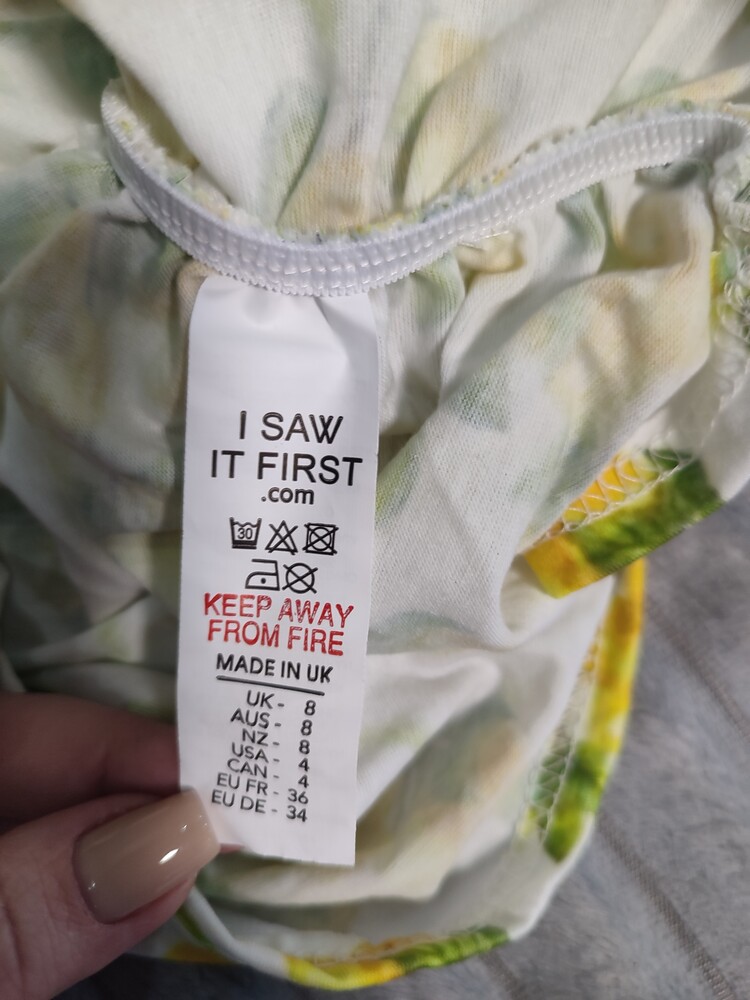 I SAW
IT FIRST
.com
30
KEEP AWAY
FROM FIRE
MADE IN UK
UK - 8
AUS - 8
NZ - 8
USA - 4
CAN - 4
EU FR - 36
EU DE - 34